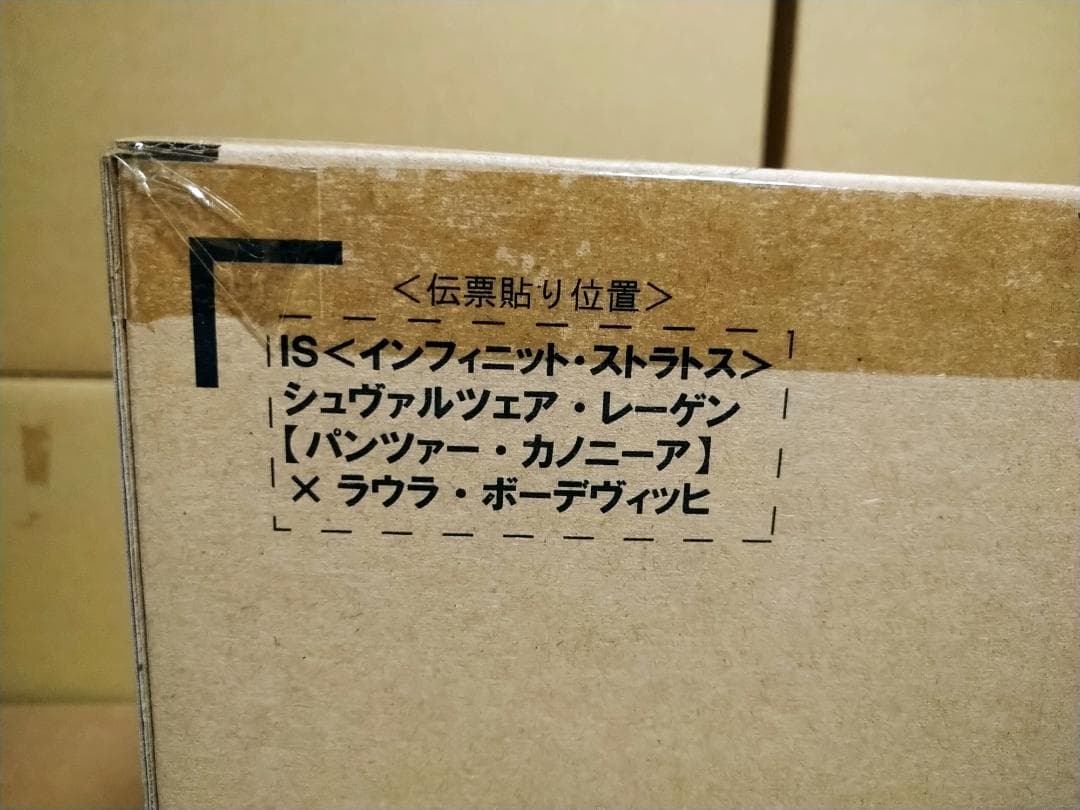 ＜伝票貼り位置＞
IS＜インフィニット・ストラトス＞
シュヴァルツェア・レーゲン
【パンツァー・カノニーア】
× ラウラ・ボーデヴィッヒ